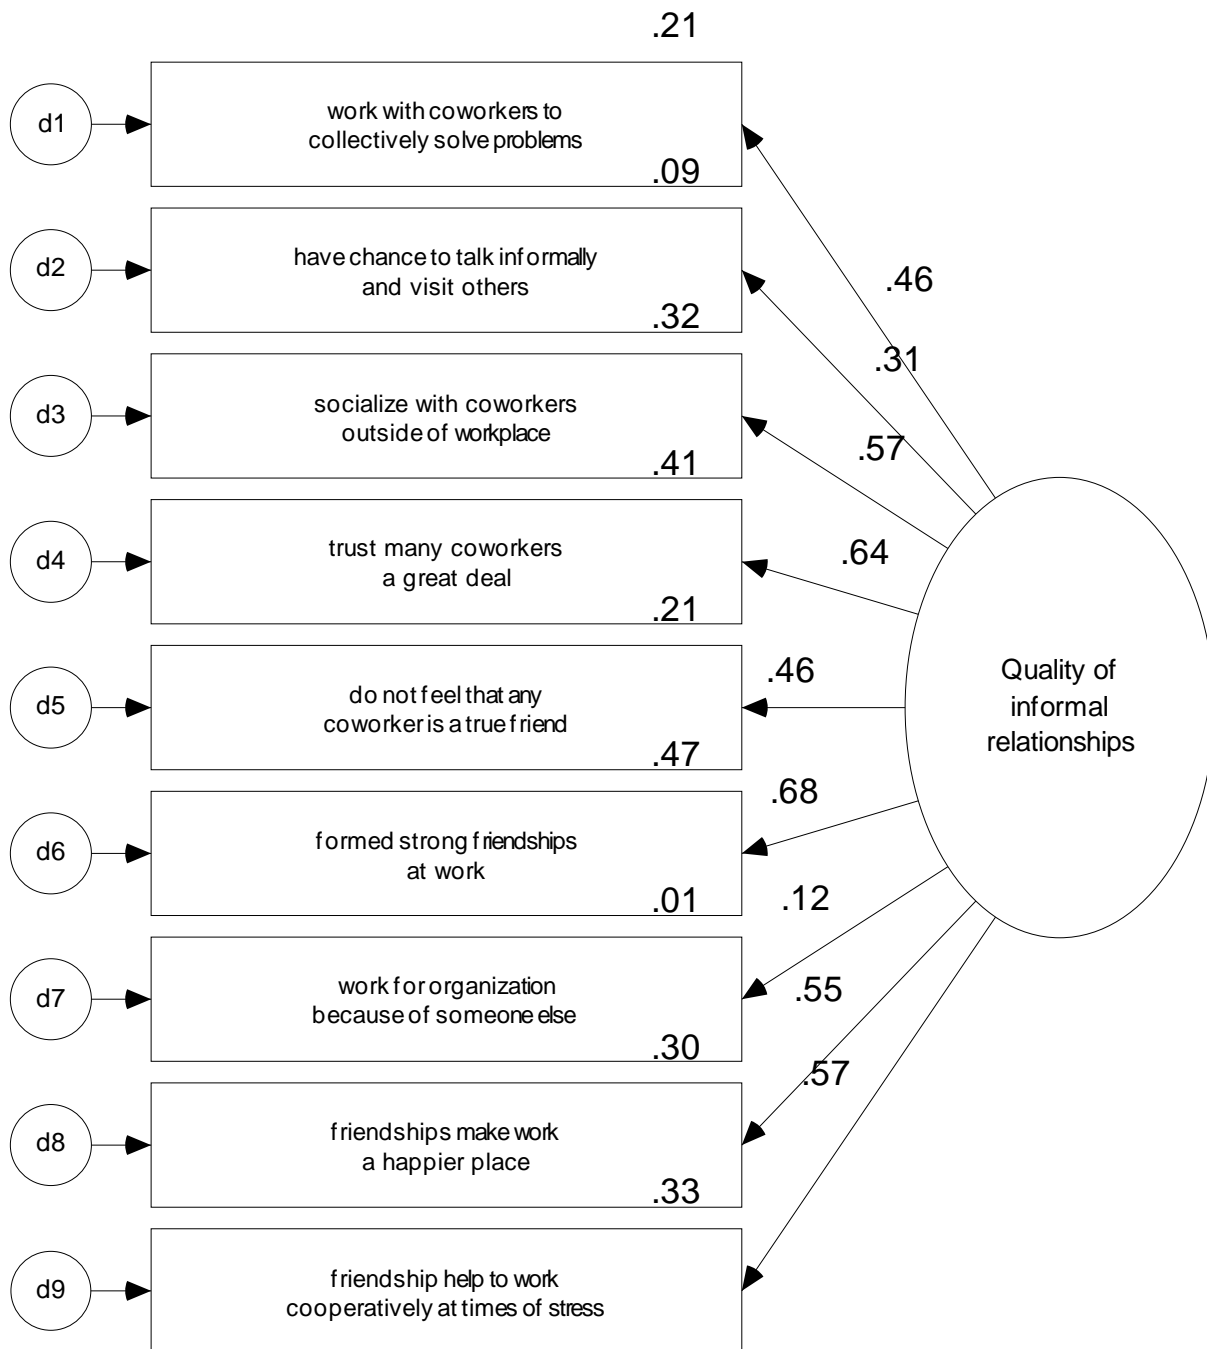 .21
d1
work with coworkers to
collectively solve problems
.09
d2
have chance to talk informally
and visit others
.46
.32
.31
d3
socialize with coworkers
outside of workplace
.57
.41
d4
trust many coworkers
a great deal
.64
.21
d5
do not feel that any
coworker is a true friend
.46
Quality of
informal
relationships
.47
d6
formed strong friendships
at work
.68
.01
.12
d7
work for organization
because of someone else
.55
.30
d8
friendships make work
a happier place
.57
.33
d9
friendship help to work
cooperatively at times of stress